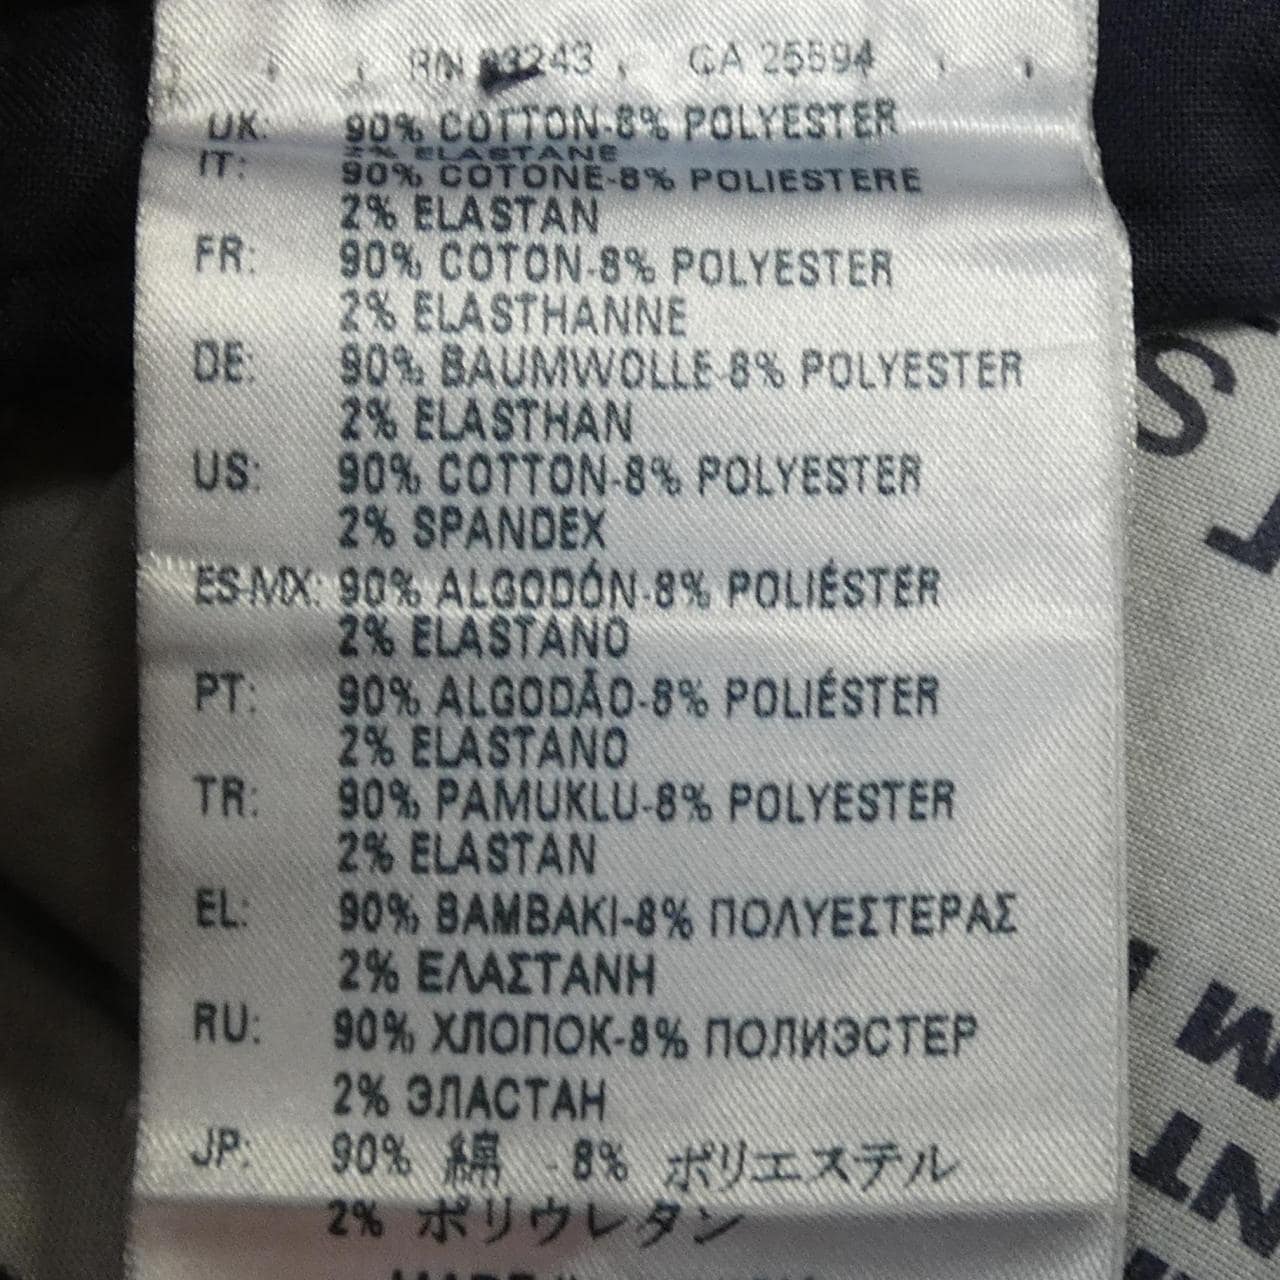 RN 243 CA 25594
UK: 90% COTTON-8% POLYESTER
2% ELASTANE
IT: 90% COTONE-8% POLIESTERE
2% ELASTAN
FR: 90% COTON-8% POLYESTER
2% ELASTHANNE
DE: 90% BAUMWOLLE-8% POLYESTER
2% ELASTHAN
US: 90% COTTON-8% POLYESTER
2% SPANDEX
ES-MX: 90% ALGODÓN-8% POLIÉSTER
2% ELASTANO
PT: 90% ALGODÃO-8% POLIÉSTER
2% ELASTANO
TR: 90% PAMUKLU-8% POLYESTER
2% ELASTAN
EL: 90% BAMBAKI-8% ΠΟΛΥΕΣΤΕΡΑΣ
2% ΕΛΑΣΤΑΝΗ
RU: 90% ХЛОПОК-8% ПОЛИЭСТЕР
2% ЭЛАСТАН
JP: 90% 綿 - 8% ポリエステル
2% ポリウレタン